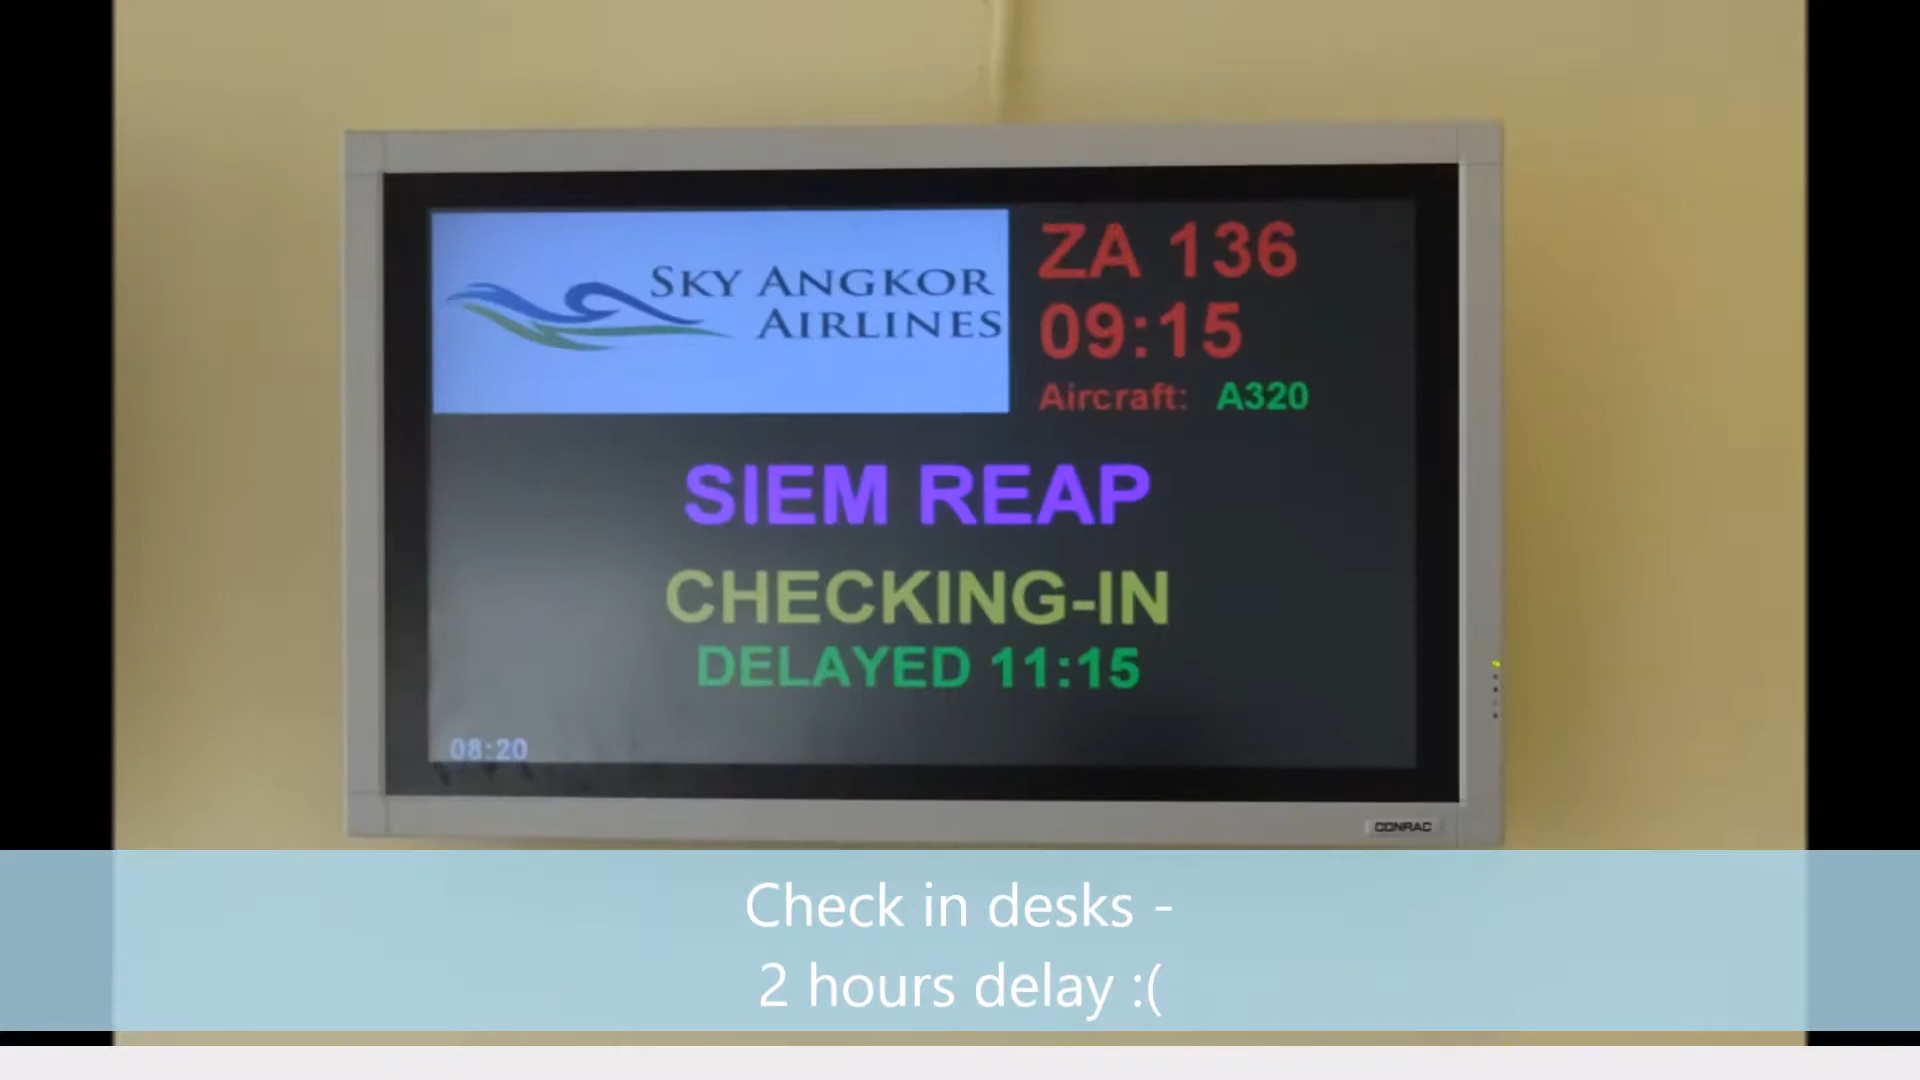 SKY ANGKOR
AIRLINES
ZA 136
09:15
Aircraft: A320
SIEM REAP
CHECKING-IN
DELAYED 11:15
08:20
CONRAC
Check in desks -
2 hours delay :(